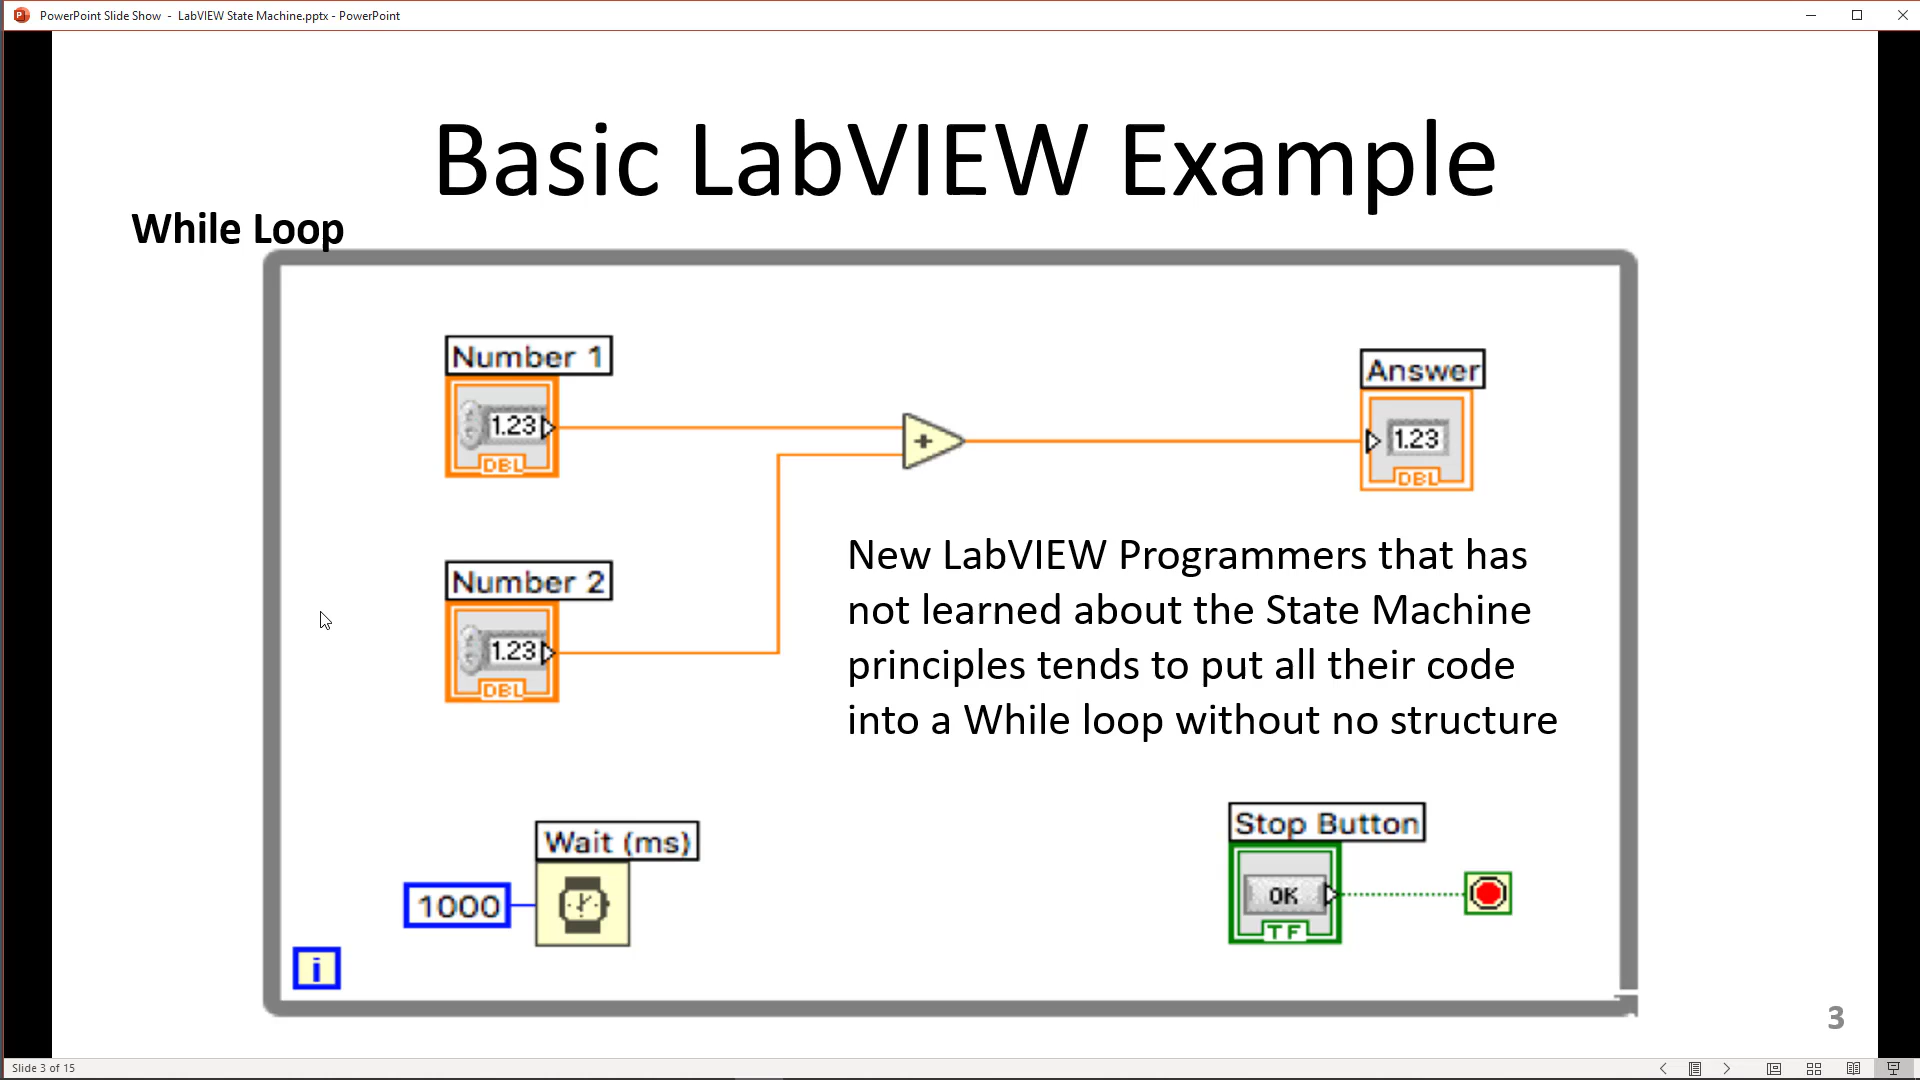 PowerPoint Slide Show - LabVIEW State Machine.pptx - PowerPoint
Basic LabVIEW Example
While Loop
Number 1
1.23
DBL
+
Answer
1.23
DBL
New LabVIEW Programmers that has
not learned about the State Machine
principles tends to put all their code
into a While loop without no structure
Number 2
1.23
DBL
Wait (ms)
1000
i
Stop Button
OK
TF
3
Slide 3 of 15